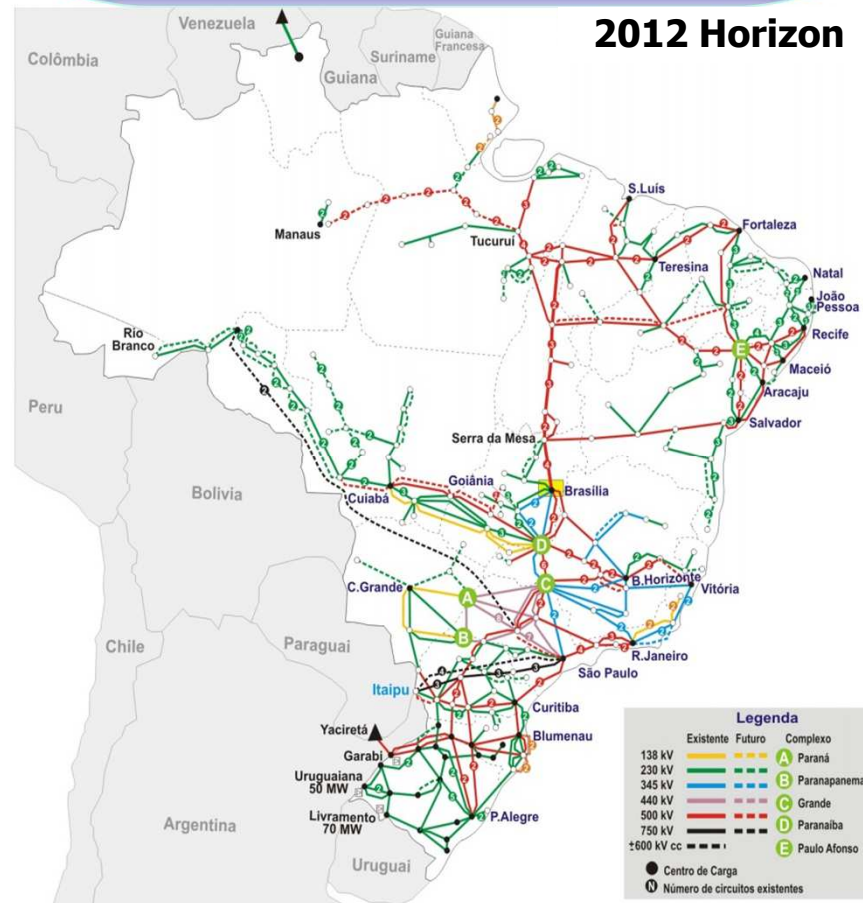 2012 Horizon
Venezuela
Colômbia
Suriname
Guiana
Francesa
Guiana
S.Luís
Manaus
Fortaleza
Tucuruí
Teresina
Natal
João
Pessoa
Rio
Branco
Recife
E
Maceió
Peru
Aracaju
Salvador
Serra da Mesa
Bolivia
Goiânia
Brasília
Cuiabá
D
C.Grande
A
C
B.Horizonte
Vitória
Chile
Paraguai
B
R.Janeiro
São Paulo
Itaipu
Curitiba
Yaciretá
Blumenau
Garabi
Uruguaiana
50 MW
Livramento
70 MW
P.Alegre
Argentina
Uruguai
Legenda
Existente Futuro Complexo
138 kV A Paraná
230 kV B Paranapanema
345 kV C Grande
440 kV
500 kV D Paranaíba
750 kV
±600 kV cc E Paulo Afonso
Centro de Carga
N Número de circuitos existentes